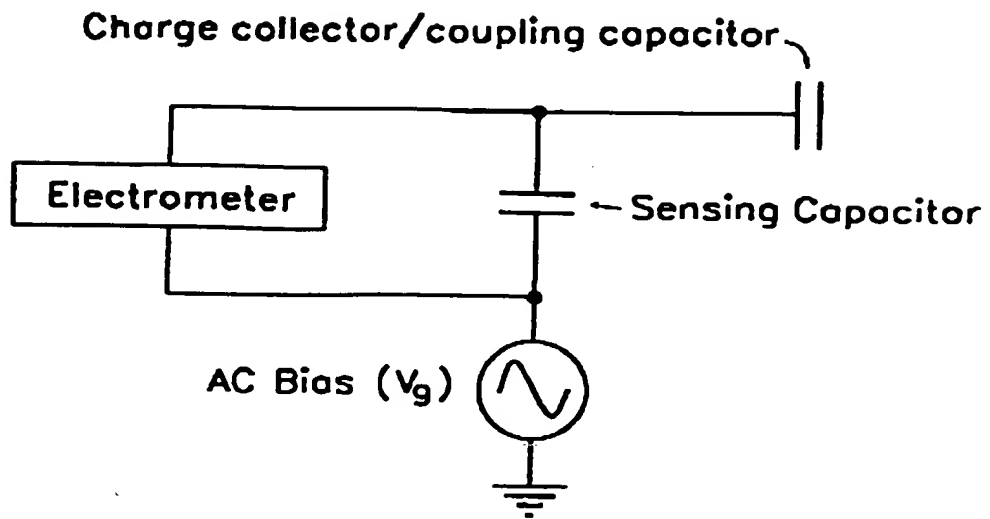 Charge collector/coupling capacitor
Electrometer
Sensing Capacitor
AC Bias (Vg)